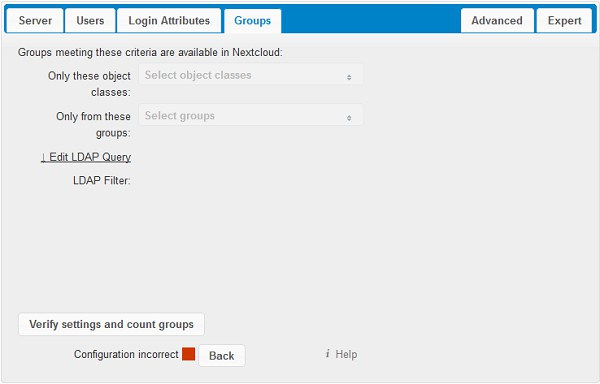 Server Users Login Attributes Groups Advanced Expert
Groups meeting these criteria are available in Nextcloud:
Only these object classes: Select object classes
Only from these groups: Select groups
↓ Edit LDAP Query
LDAP Filter:
Verify settings and count groups
Configuration incorrect Back i Help